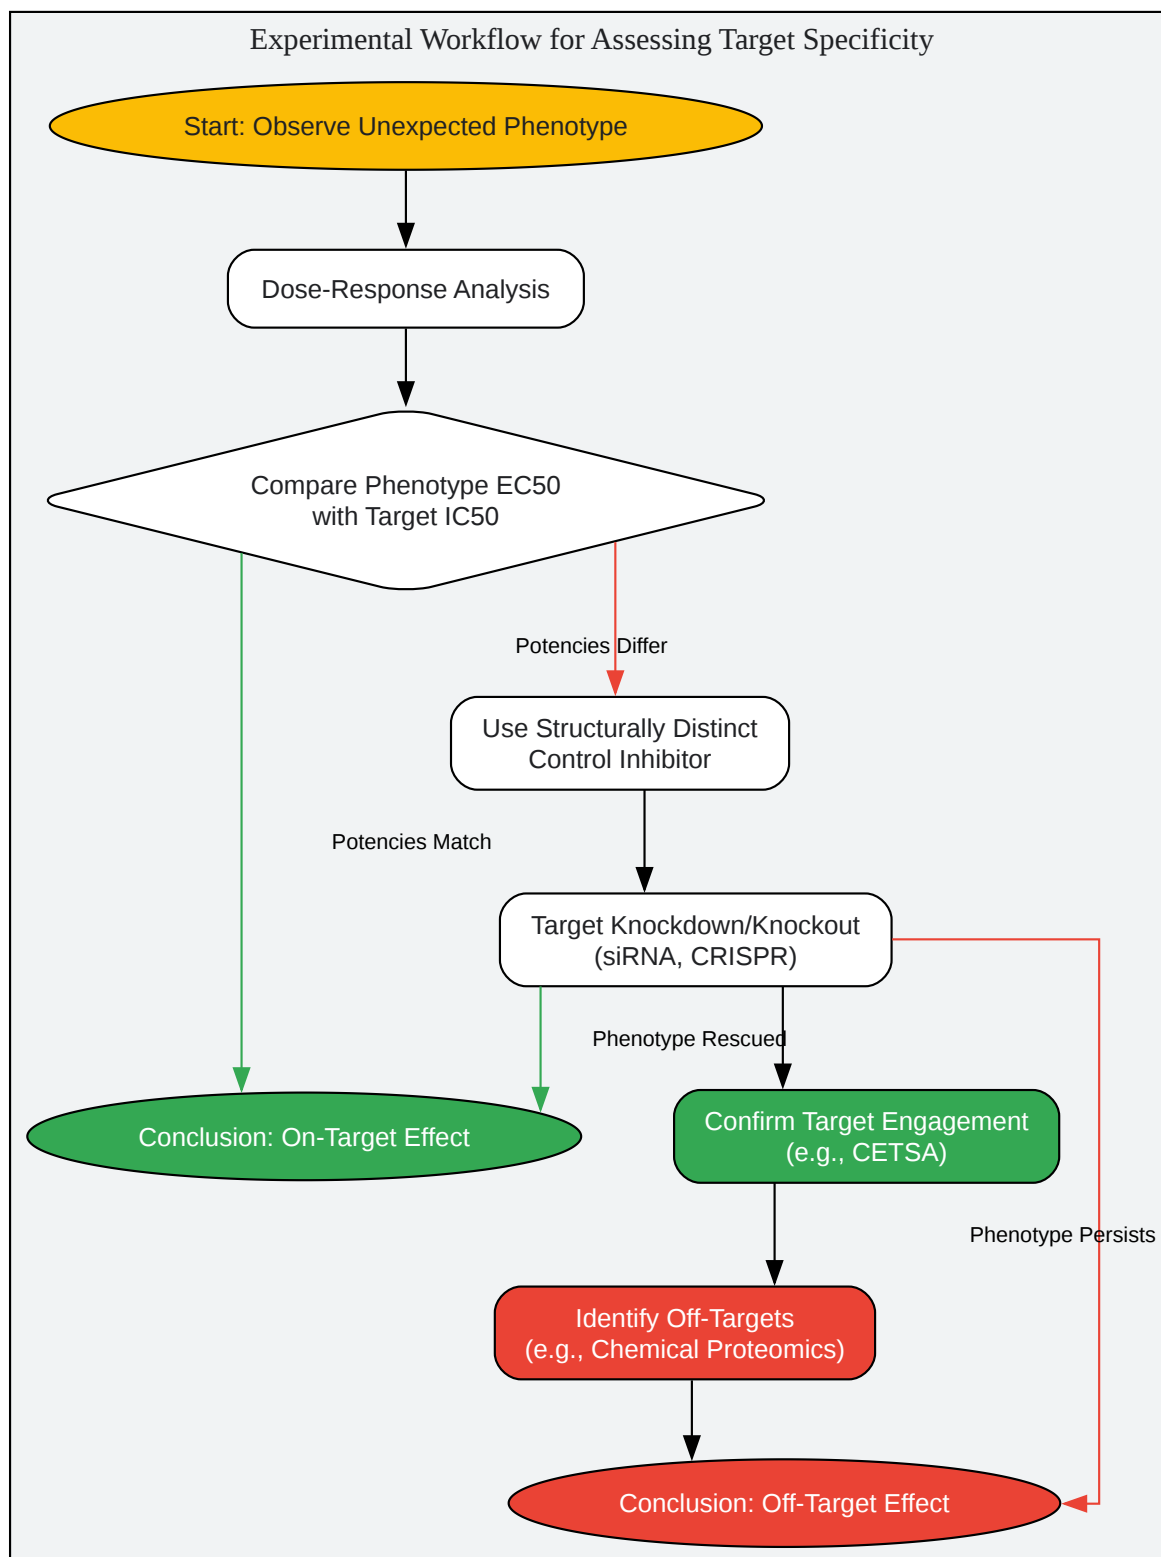 Experimental Workflow for Assessing Target Specificity
Start: Observe Unexpected Phenotype
Dose-Response Analysis
Compare Phenotype EC50
with Target IC50
Potencies Differ
Use Structurally Distinct
Control Inhibitor
Potencies Match
Target Knockdown/Knockout
(siRNA, CRISPR)
Phenotype Rescued
Confirm Target Engagement
(e.g., CETSA)
Conclusion: On-Target Effect
Phenotype Persists
Identify Off-Targets
(e.g., Chemical Proteomics)
Conclusion: Off-Target Effect